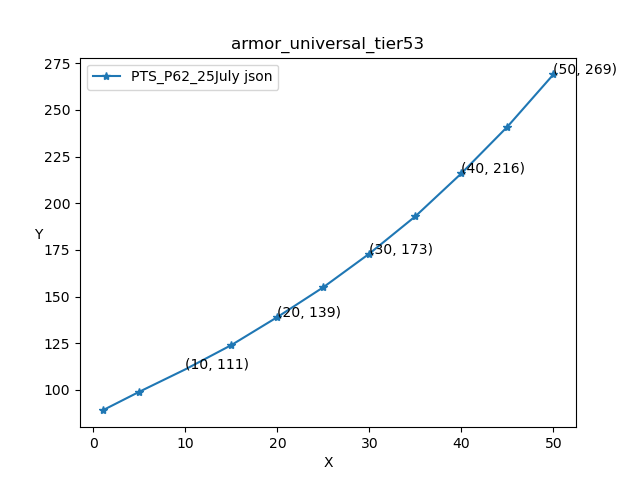 armor_universal_tier53
PTS_P62_25July json
275
250
225
200
175
150
125
100
Y
(50, 269)
(40, 216)
(30, 173)
(20, 139)
(10, 111)
0 10 20 30 40 50
X